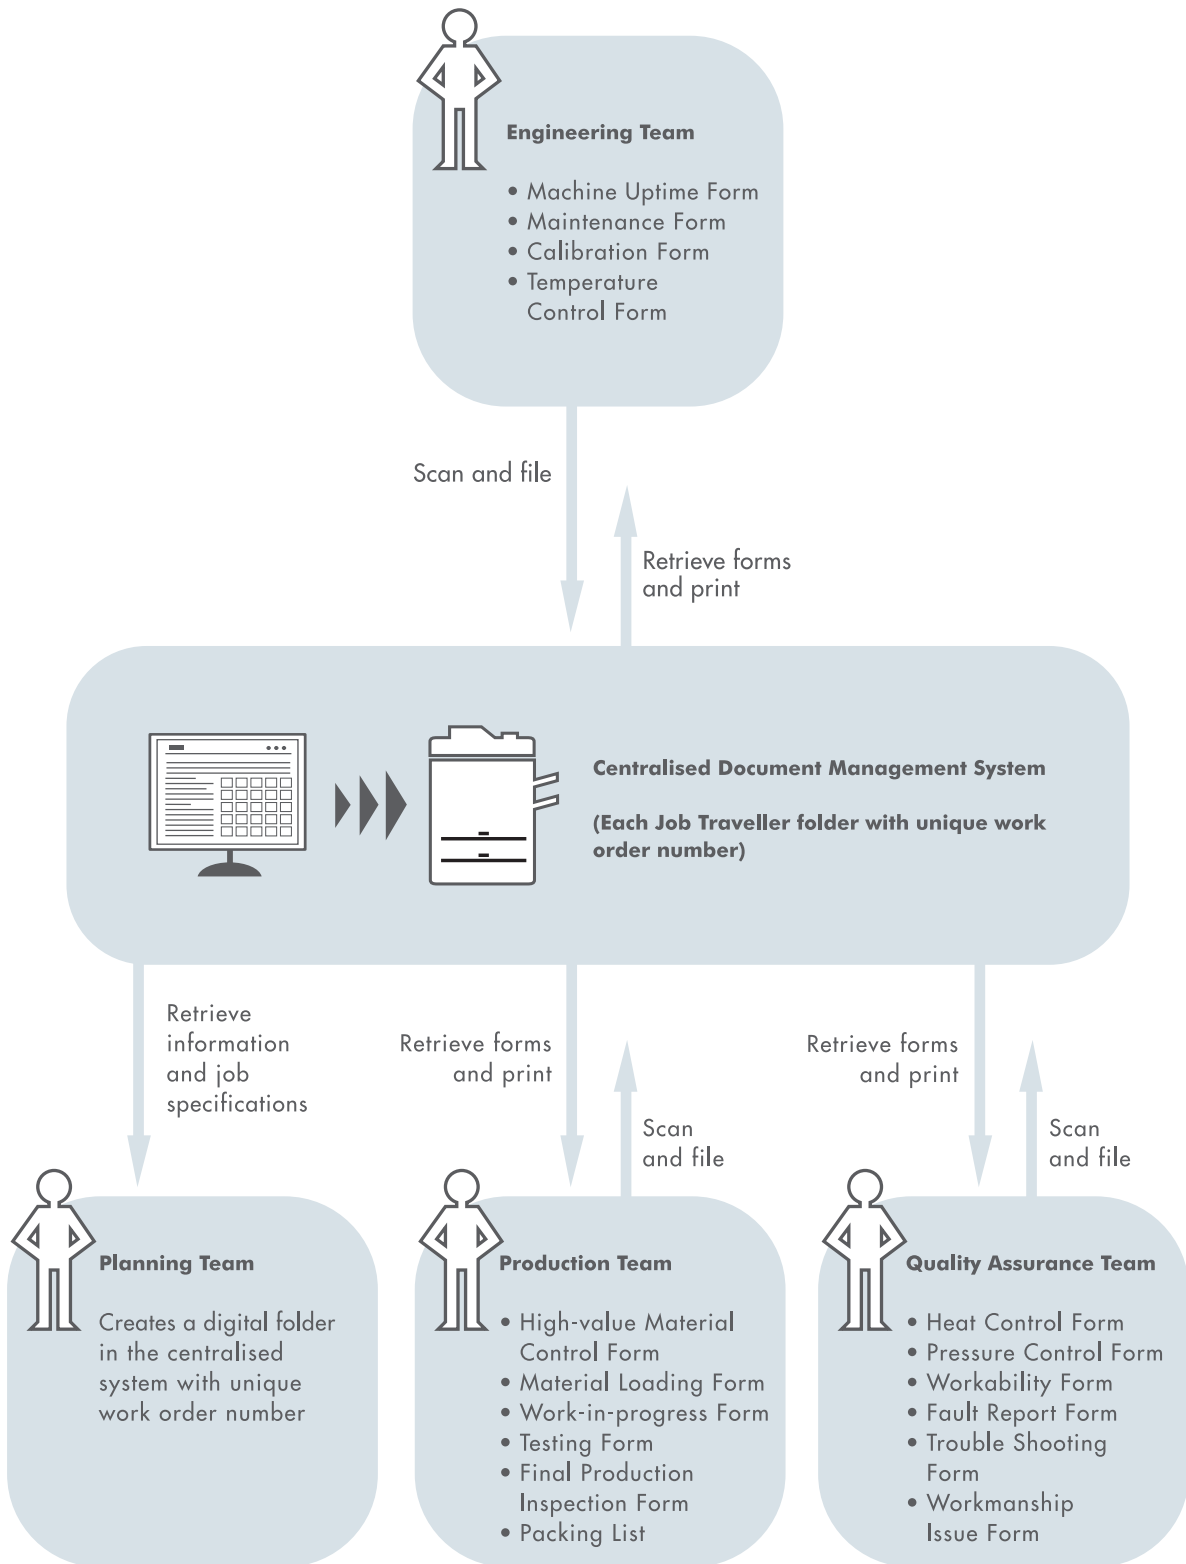 Engineering Team
• Machine Uptime Form
• Maintenance Form
• Calibration Form
• Temperature
Control Form
Scan and file
Retrieve forms
and print
Centralised Document Management System
(Each Job Traveller folder with unique work
order number)
Retrieve
information
and job
specifications
Retrieve forms
and print
Scan
and file
Retrieve forms
and print
Scan
and file
Planning Team
Creates a digital folder
in the centralised
system with unique
work order number
Production Team
• High-value Material
Control Form
• Material Loading Form
• Work-in-progress Form
• Testing Form
• Final Production
Inspection Form
• Packing List
Quality Assurance Team
• Heat Control Form
• Pressure Control Form
• Workability Form
• Fault Report Form
• Trouble Shooting
Form
• Workmanship
Issue Form